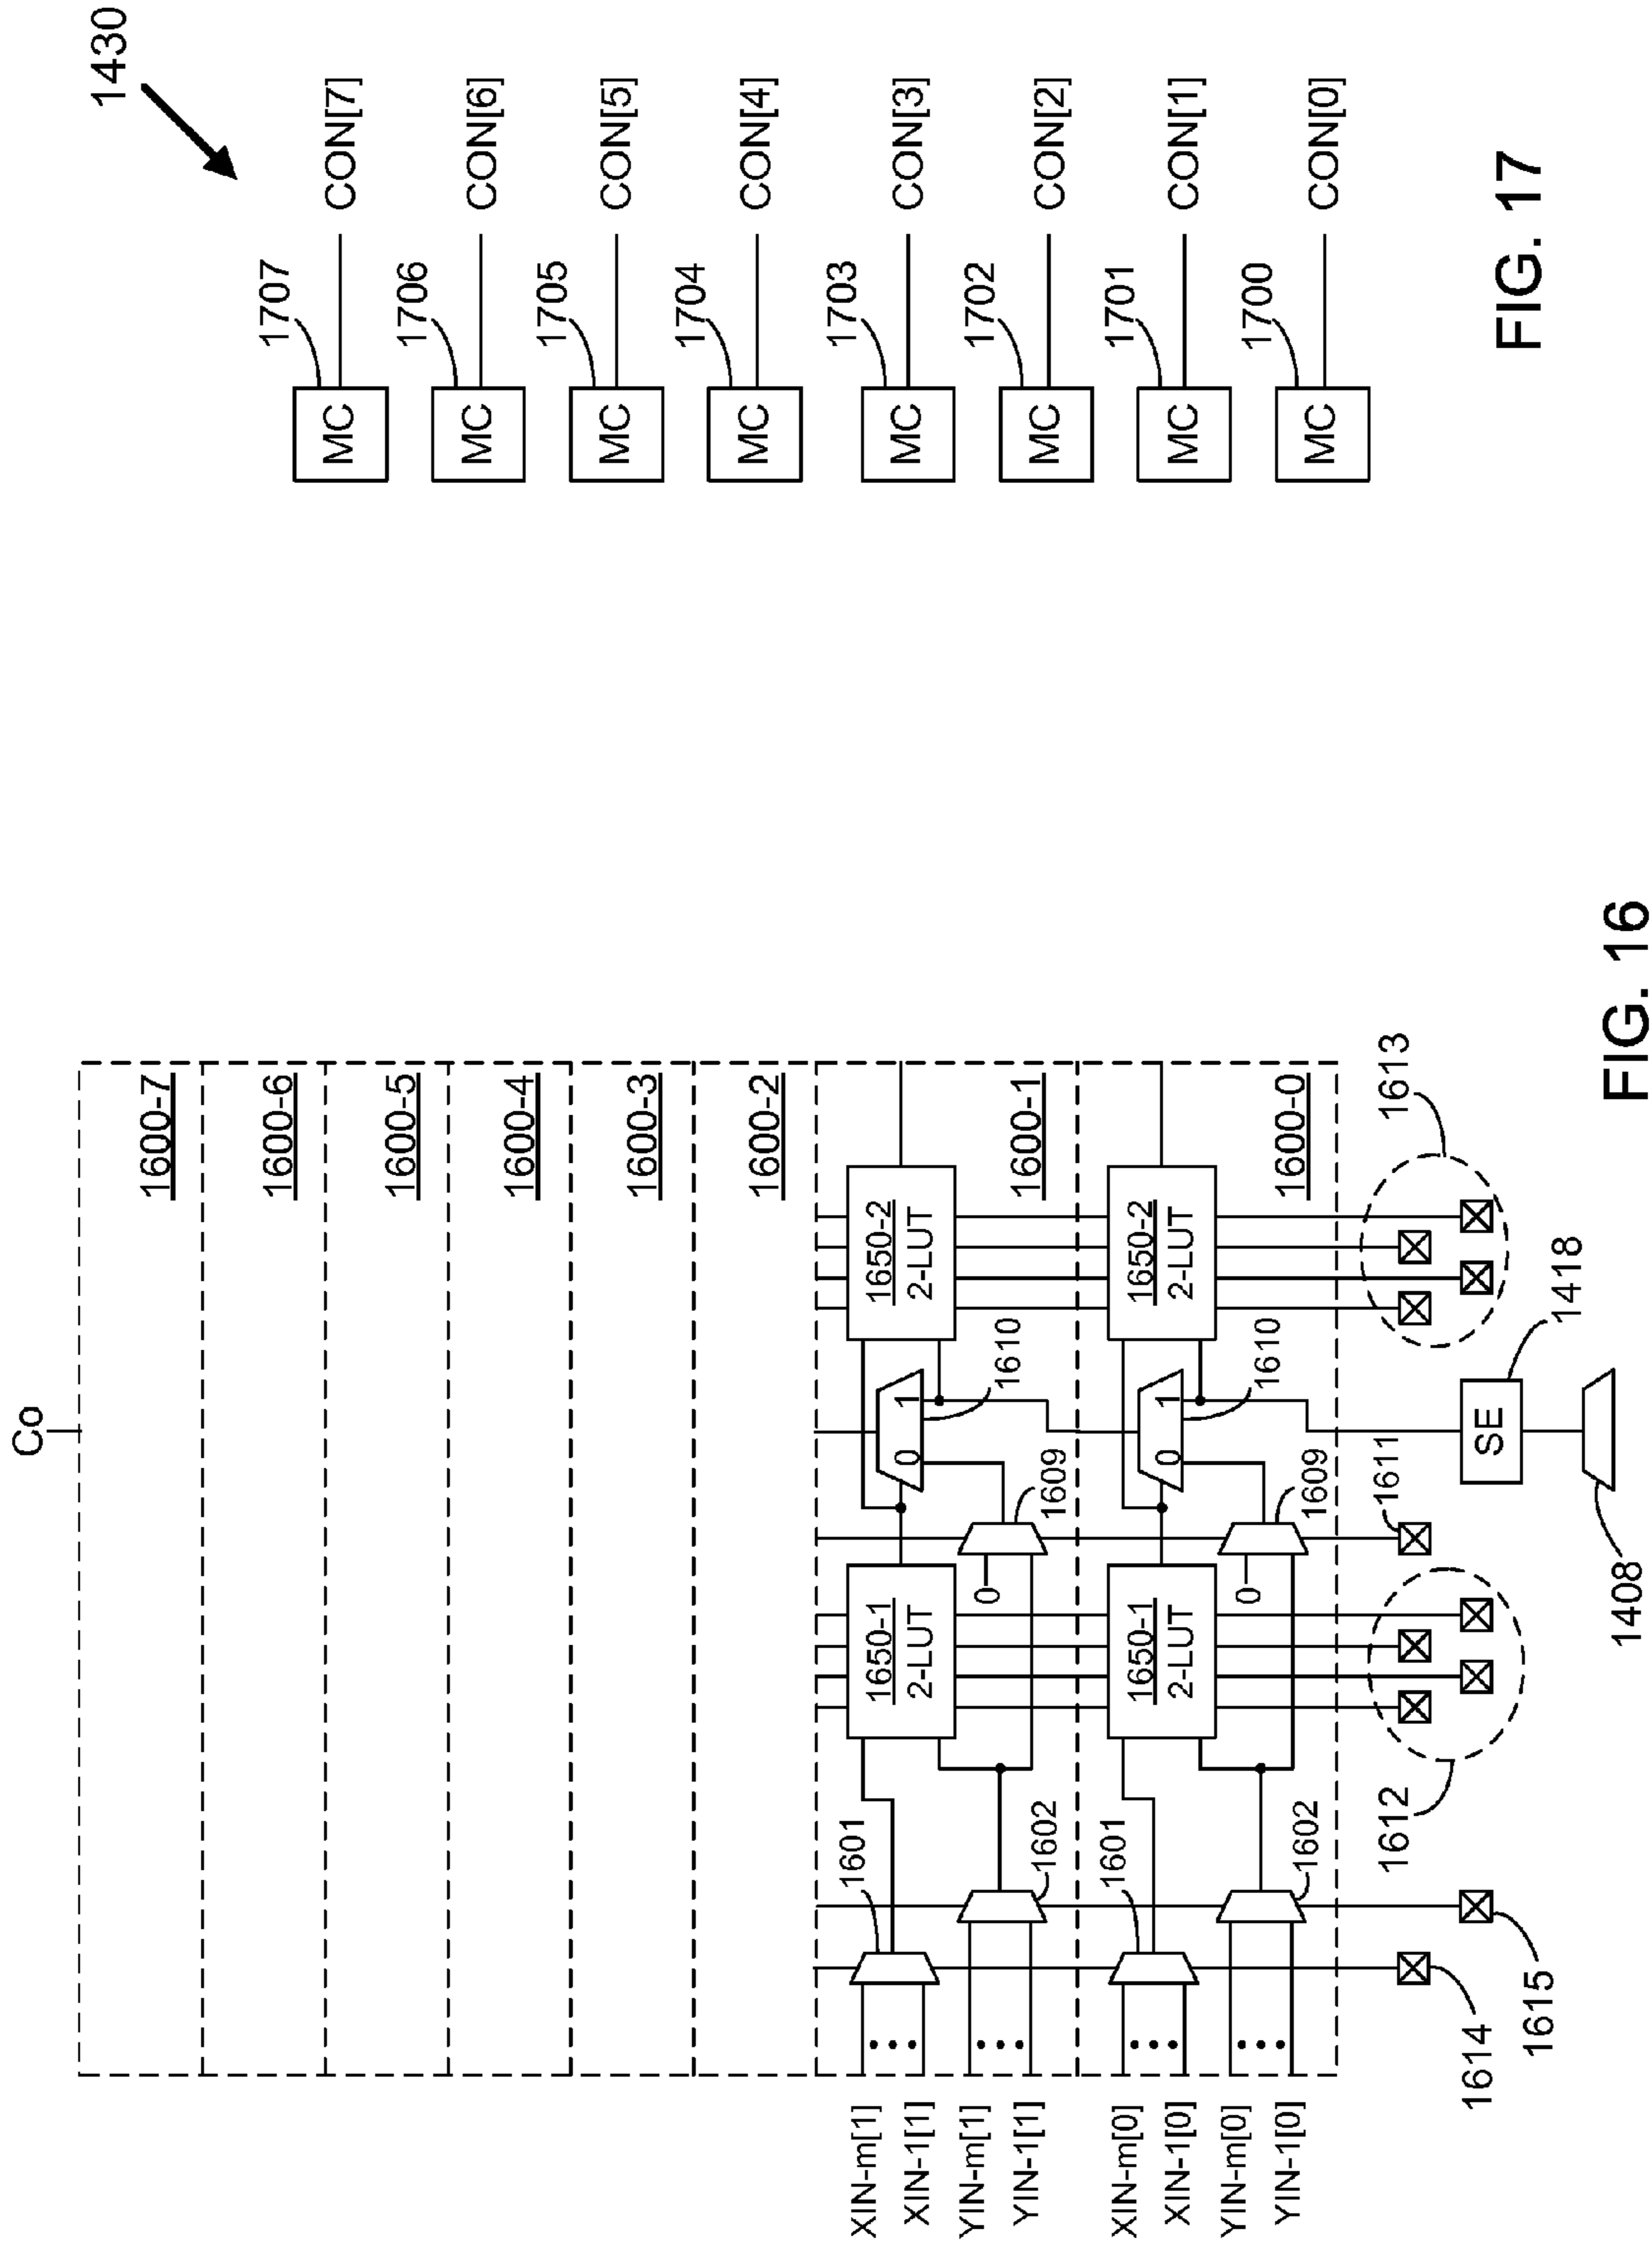 Co
1600-7
1600-6
1600-5
1600-4
1600-3
1600-2
1600-1
XIN-m[1]
XIN-1[1]
YIN-m[1]
YIN-1[1]
1601
1602
1650-1
2-LUT
0
1609
0 1
1610
1650-2
2-LUT
1600-0
XIN-m[0]
XIN-1[0]
YIN-m[0]
YIN-1[0]
1601
1602
1650-1
2-LUT
0
1609
0 1
1610
1650-2
2-LUT
1614
1615
1612
1611
1408
SE
1418
1613
FIG. 16
1430
MC
1707
CON[7]
MC
1706
CON[6]
MC
1705
CON[5]
MC
1704
CON[4]
MC
1703
CON[3]
MC
1702
CON[2]
MC
1701
CON[1]
MC
1700
CON[0]
FIG. 17